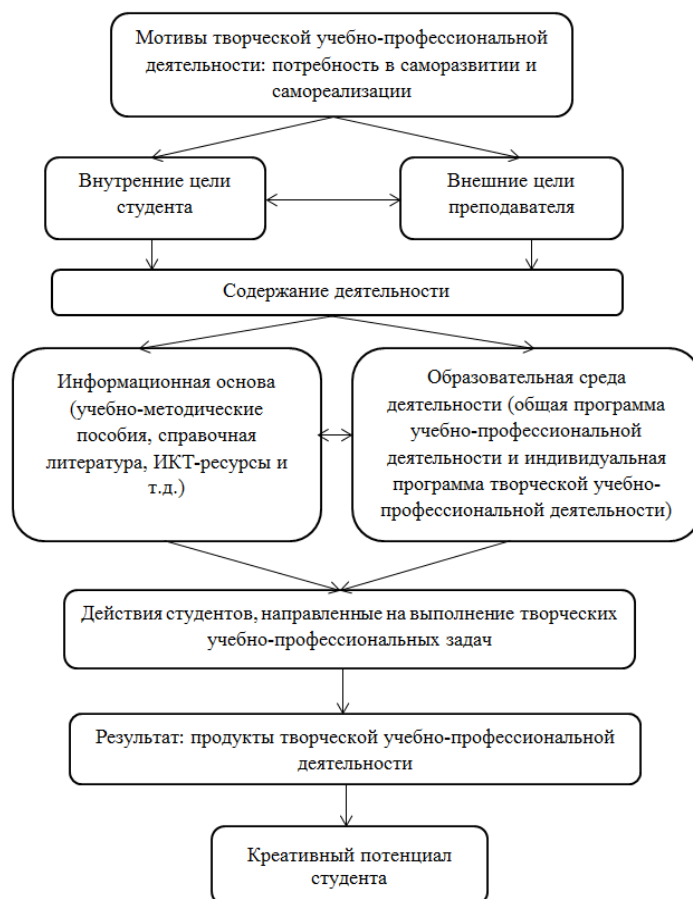 Мотивы творческой учебно-профессиональной
деятельности: потребность в саморазвитии и
самореализации
Внутренние цели
студента
Внешние цели
преподавателя
Содержание деятельности
Информационная основа
(учебно-методические
пособия, справочная
литература, ИКТ-ресурсы и
т.д.)
Образовательная среда
деятельности (общая программа
учебно-профессиональной
деятельности и индивидуальная
программа творческой учебно-
профессиональной деятельности)
Действия студентов, направленные на выполнение творческих
учебно-профессиональных задач
Результат: продукты творческой учебно-профессиональной
деятельности
Креативный потенциал
студента